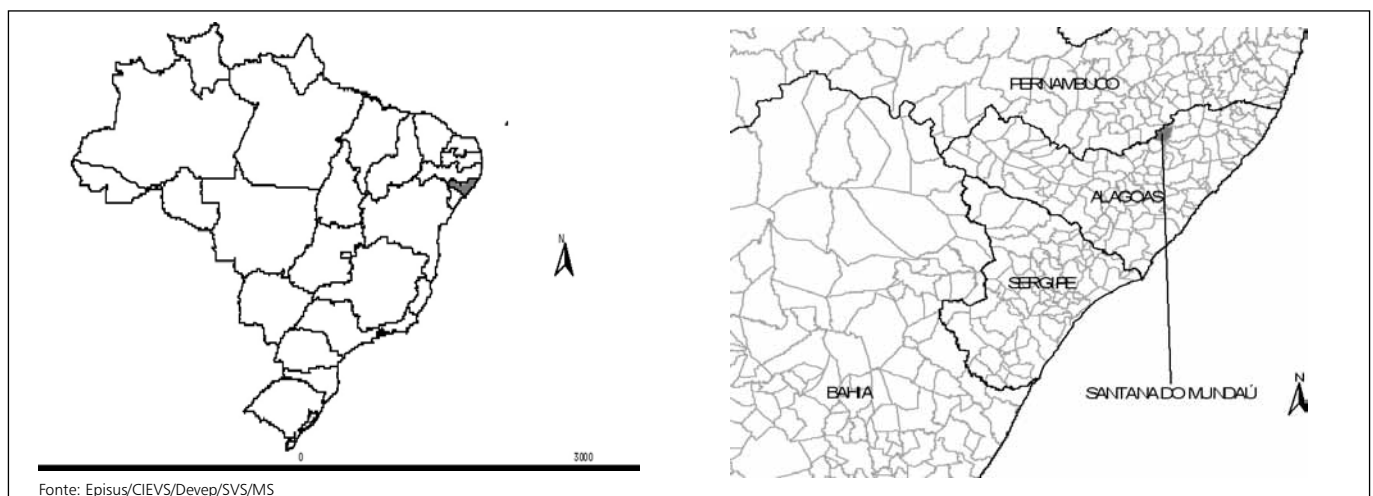 N
0 3000
Fonte: Episus/CIEVS/Devep/SVS/MS
PERNAMBUCO
ALAGOAS
SERGIPE
BAHIA
SANTANA DO MUNDAÚ
N